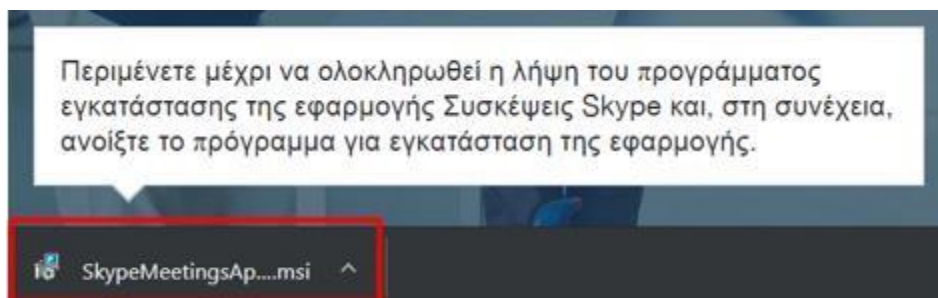 Περιμένετε μέχρι να ολοκληρωθεί η λήψη του προγράμματος
εγκατάστασης της εφαρμογής Συσκέψεις Skype και, στη συνέχεια,
ανοίξτε το πρόγραμμα για εγκατάσταση της εφαρμογής.
SkypeMeetingsAp....msi